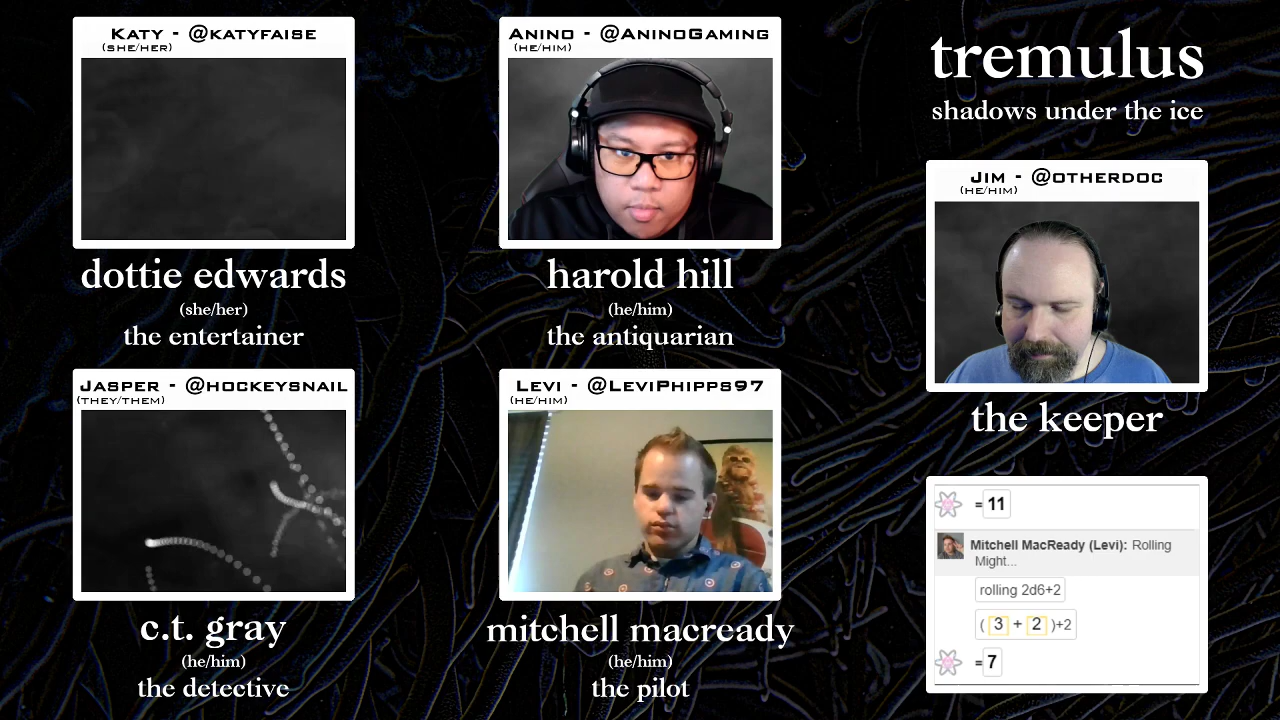 KATY - @KATYFAISE
(SHE/HER)
dottie edwards
(she/her)
the entertainer
ANINO - @ANINOGAMING
(HE/HIM)
harold hill
(he/him)
the antiquarian
tremulus
shadows under the ice
JIM - @OTHERDOC
(HE/HIM)
the keeper
JASPER - @HOCKEYSNAIL
(THEY/THEM)
c.t. gray
(he/him)
the detective
LEVI - @LEVIPHIPPS97
(HE/HIM)
mitchell macready
(he/him)
the pilot
=11
Mitchell MacReady (Levi): Rolling
Might...
rolling 2d6+2
( 3 + 2 )+2
=7